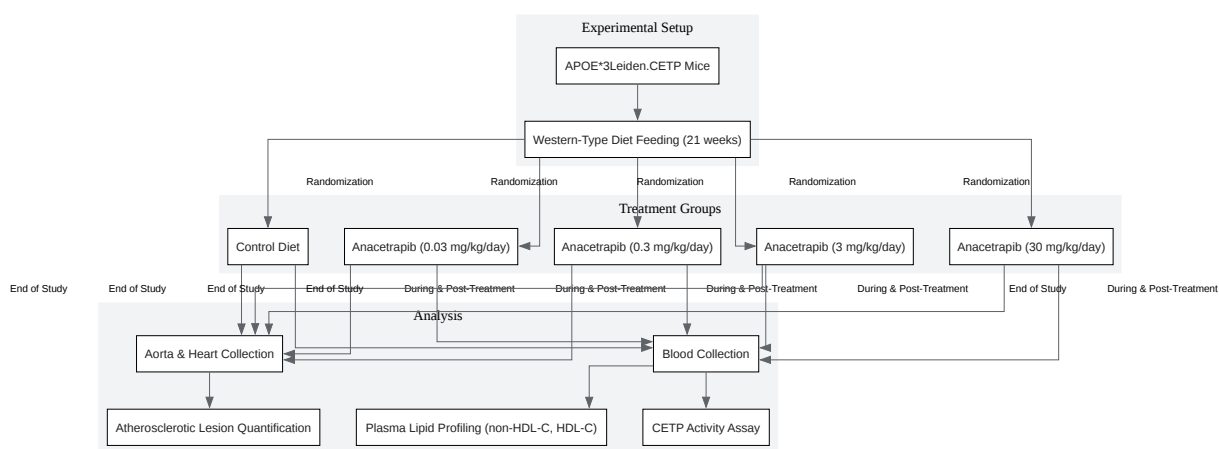 Experimental Setup
APOE*3Leiden.CETP Mice
Western-Type Diet Feeding (21 weeks)
Randomization Randomization Randomization Randomization Randomization
Treatment Groups
Control Diet Anacetrapib (0.03 mg/kg/day) Anacetrapib (0.3 mg/kg/day) Anacetrapib (3 mg/kg/day) Anacetrapib (30 mg/kg/day)
End of Study End of Study End of Study End of Study During & Post-Treatment During & Post-Treatment During & Post-Treatment During & Post-Treatment End of Study During & Post-Treatment
Analysis
Aorta & Heart Collection Blood Collection
Atherosclerotic Lesion Quantification Plasma Lipid Profiling (non-HDL-C, HDL-C) CETP Activity Assay